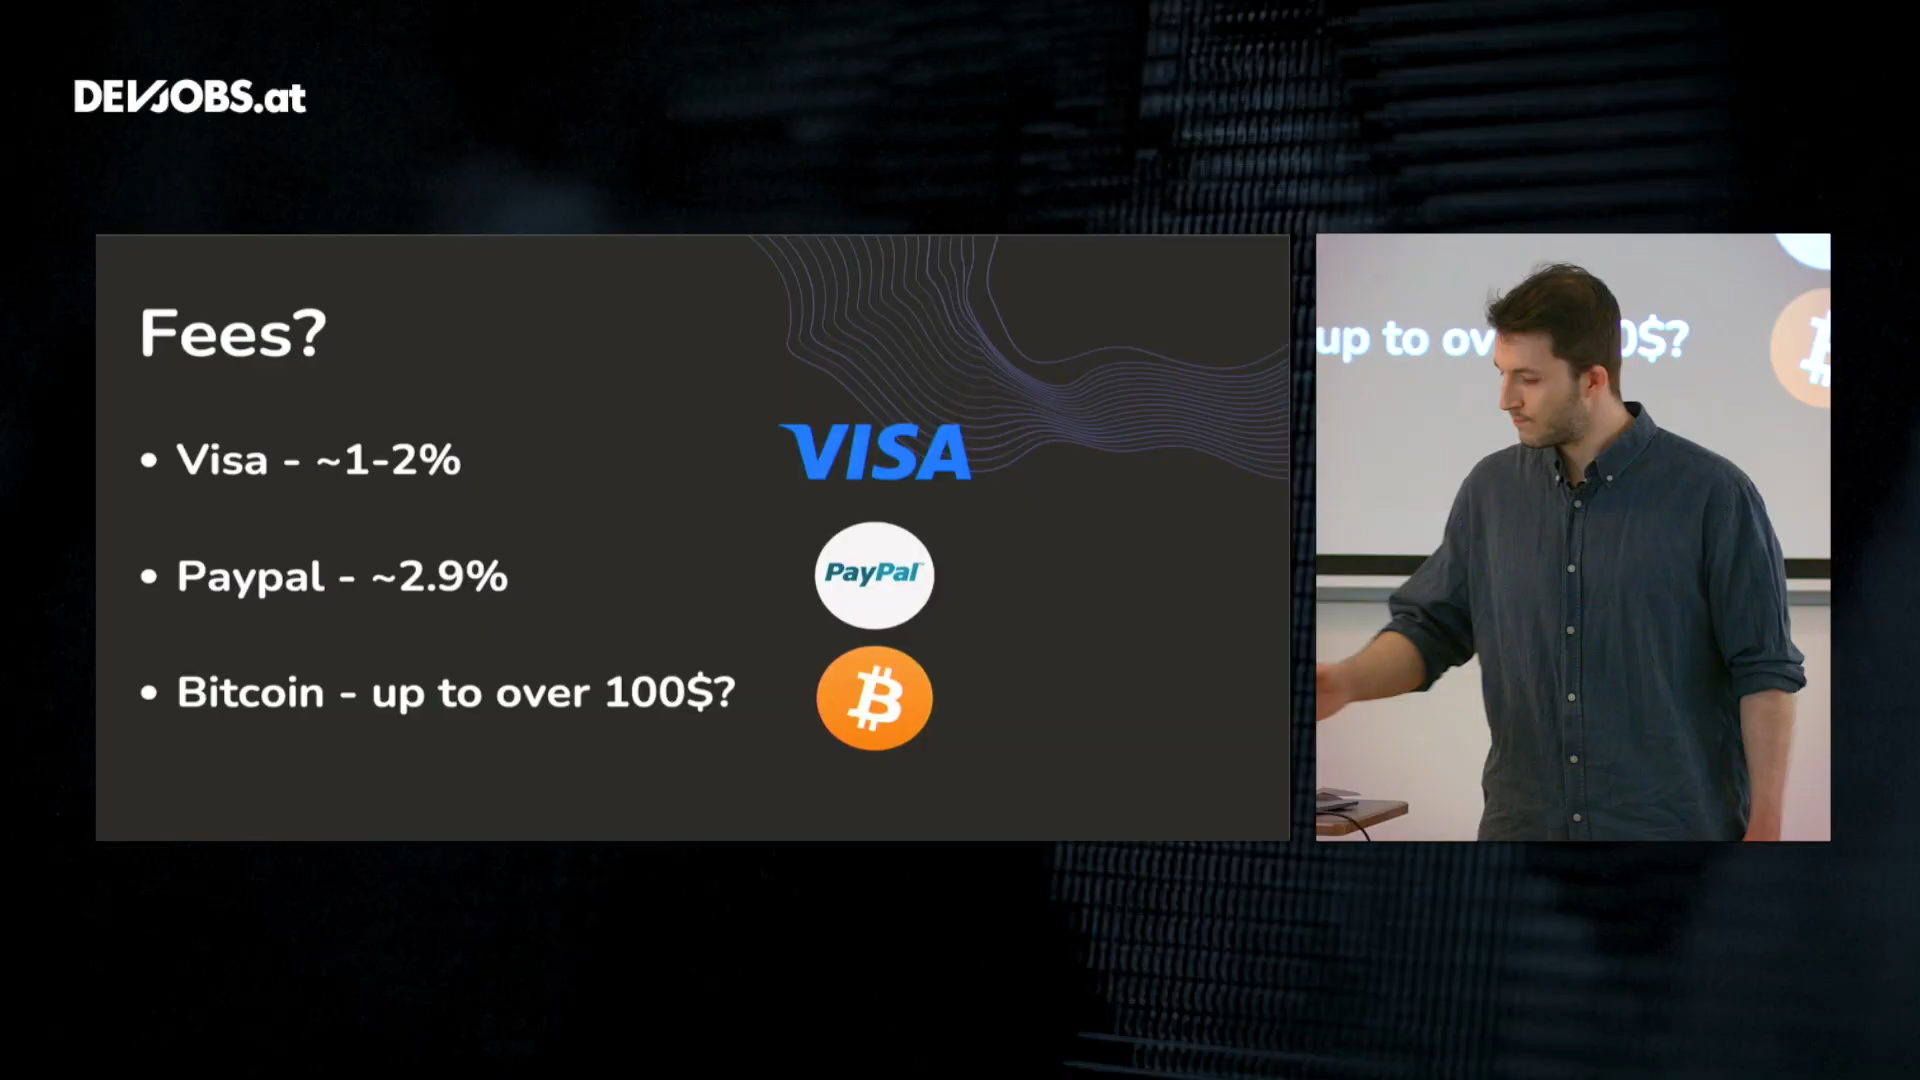 DEVJOBS.at
Fees?
• Visa - ~1-2%
VISA
• Paypal - ~2.9%
PayPal
• Bitcoin - up to over 100$?
up to ov 0$?